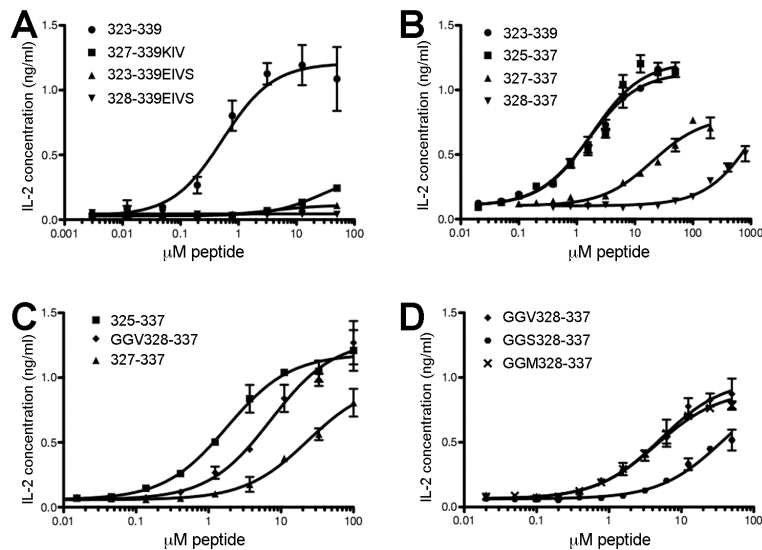 A
IL-2 concentration (ng/ml)
1.5
1.0
0.5
0.0
323-339
327-339KIV
323-339EIVS
328-339EIVS
0.001
0.01
0.1
1
10
100
µM peptide
B
IL-2 concentration (ng/ml)
1.5
1.0
0.5
0.0
323-339
325-337
327-337
328-337
0.01
0.1
1
10
100
1000
µM peptide
C
IL-2 concentration (ng/ml)
1.5
1.0
0.5
0.0
325-337
GGV328-337
327-337
0.01
0.1
1
10
100
µM peptide
D
IL-2 concentration (ng/ml)
1.5
1.0
0.5
0.0
GGV328-337
GGS328-337
GGM328-337
0.01
0.1
1
10
100
µM peptide